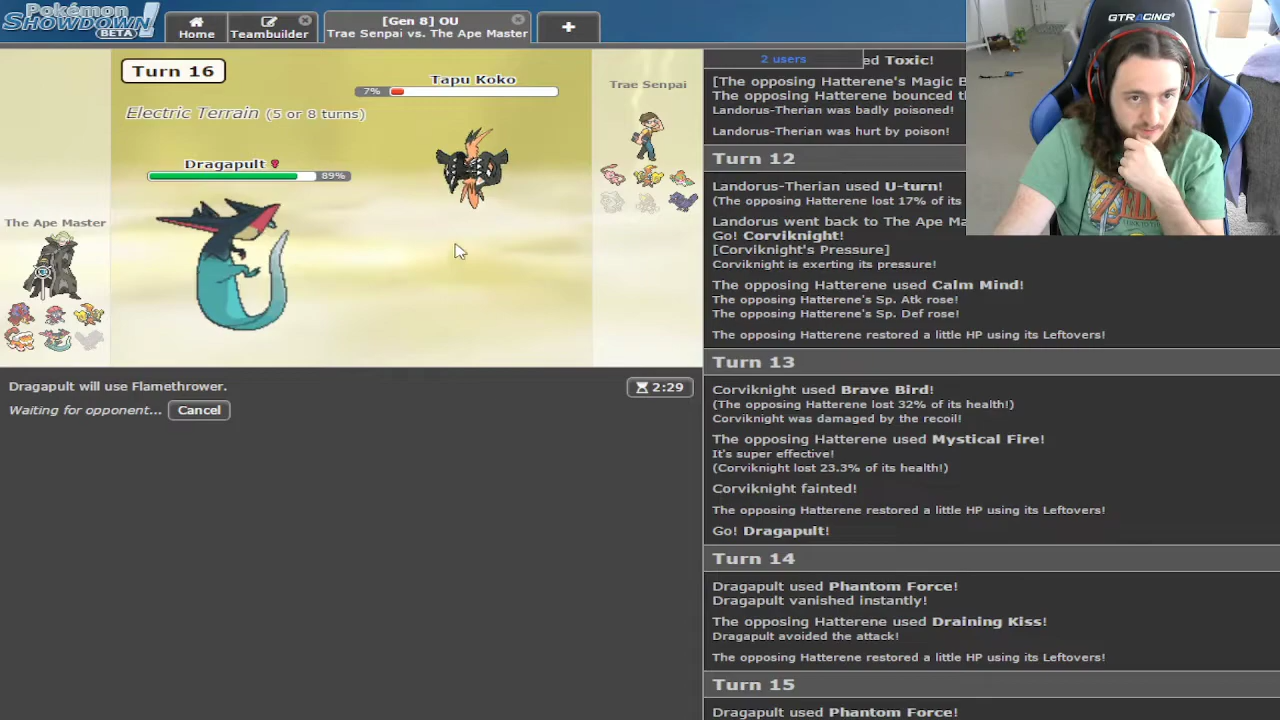 Pokémon
SHOWDOWN!
BETA
Home
Teambuilder
[Gen 8] OU
Trae Senpai vs. The Ape Master
+
GTRACING
Turn 16
Tapu Koko
7%
Electric Terrain (5 or 8 turns)
Dragapult
89%
The Ape Master
Trae Senpai
Dragapult will use Flamethrower.
2:29
Waiting for opponent... Cancel
2 users
ed Toxic!
[The opposing Hatterene's Magic B
The opposing Hatterene bounced th
Landorus-Therian was badly poisoned!
Landorus-Therian was hurt by poison!
Turn 12
Landorus-Therian used U-turn!
(The opposing Hatterene lost 17% of its
Landorus went back to The Ape Ma
Go! Corviknight!
[Corviknight's Pressure]
Corviknight is exerting its pressure!
The opposing Hatterene used Calm Mind!
The opposing Hatterene's Sp. Atk rose!
The opposing Hatterene's Sp. Def rose!
The opposing Hatterene restored a little HP using its Leftovers!
Turn 13
Corviknight used Brave Bird!
(The opposing Hatterene lost 32% of its health!)
Corviknight was damaged by the recoil!
The opposing Hatterene used Mystical Fire!
It's super effective!
(Corviknight lost 23.3% of its health!)
Corviknight fainted!
The opposing Hatterene restored a little HP using its Leftovers!
Go! Dragapult!
Turn 14
Dragapult used Phantom Force!
Dragapult vanished instantly!
The opposing Hatterene used Draining Kiss!
Dragapult avoided the attack!
The opposing Hatterene restored a little HP using its Leftovers!
Turn 15
Dragapult used Phantom Force!